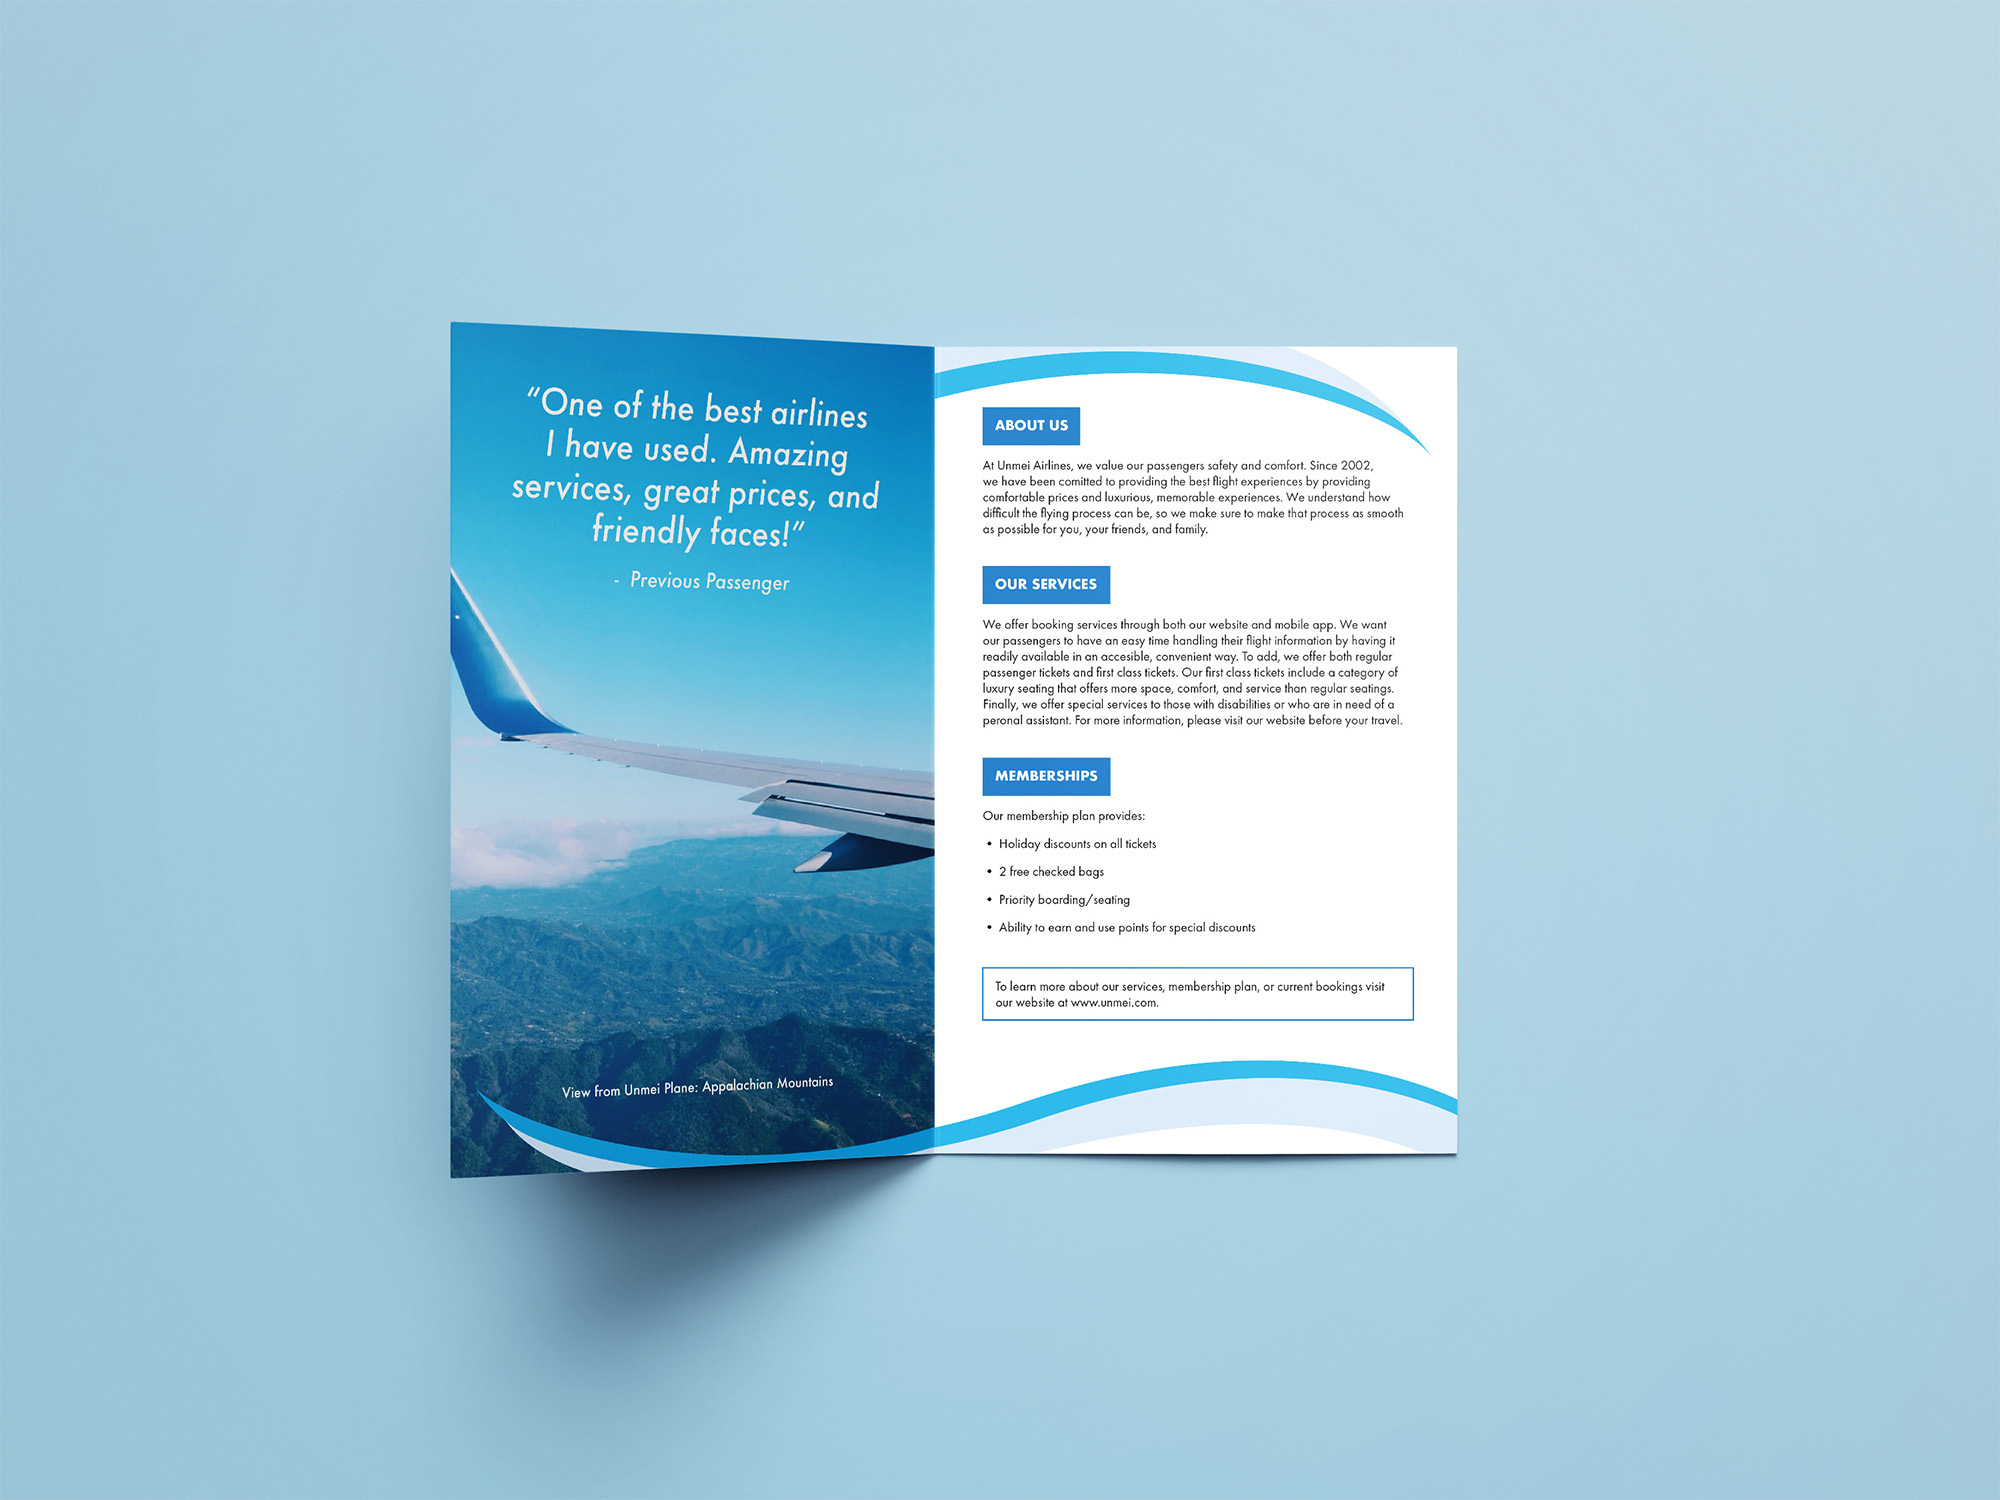 “One of the best airlines
I have used. Amazing
services, great prices, and
friendly faces!”
- Previous Passenger
View from Unmei Plane: Appalachian Mountains
ABOUT US
At Unmei Airlines, we value our passengers safety and comfort. Since 2002,
we have been comitted to providing the best flight experiences by providing
comfortable prices and luxurious, memorable experiences. We understand how
difficult the flying process can be, so we make sure to make that process as smooth
as possible for you, your friends, and family.
OUR SERVICES
We offer booking services through both our website and mobile app. We want
our passengers to have an easy time handling their flight information by having it
readily available in an accesible, convenient way. To add, we offer both regular
passenger tickets and first class tickets. Our first class tickets include a category of
luxury seating that offers more space, comfort, and service than regular seatings.
Finally, we offer special services to those with disabilities or who are in need of a
peronal assistant. For more information, please visit our website before your travel.
MEMBERSHIPS
Our membership plan provides:
• Holiday discounts on all tickets
• 2 free checked bags
• Priority boarding/seating
• Ability to earn and use points for special discounts
To learn more about our services, membership plan, or current bookings visit
our website at www.unmei.com.